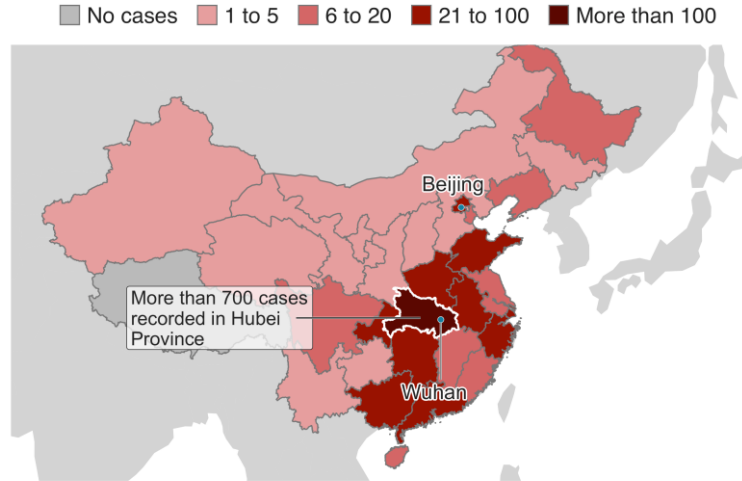 No cases 1 to 5 6 to 20 21 to 100 More than 100
Beijing
More than 700 cases
recorded in Hubei
Province
Wuhan